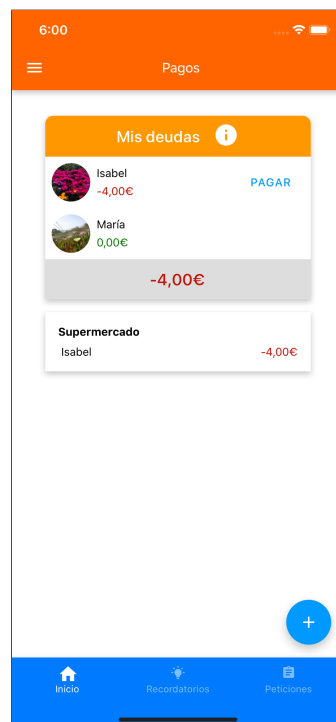 6:00
Pagos
Mis deudas
Isabel
-4,00€
PAGAR
María
0,00€
-4,00€
Supermercado
Isabel -4,00€
Inicio Recordatorios Peticiones